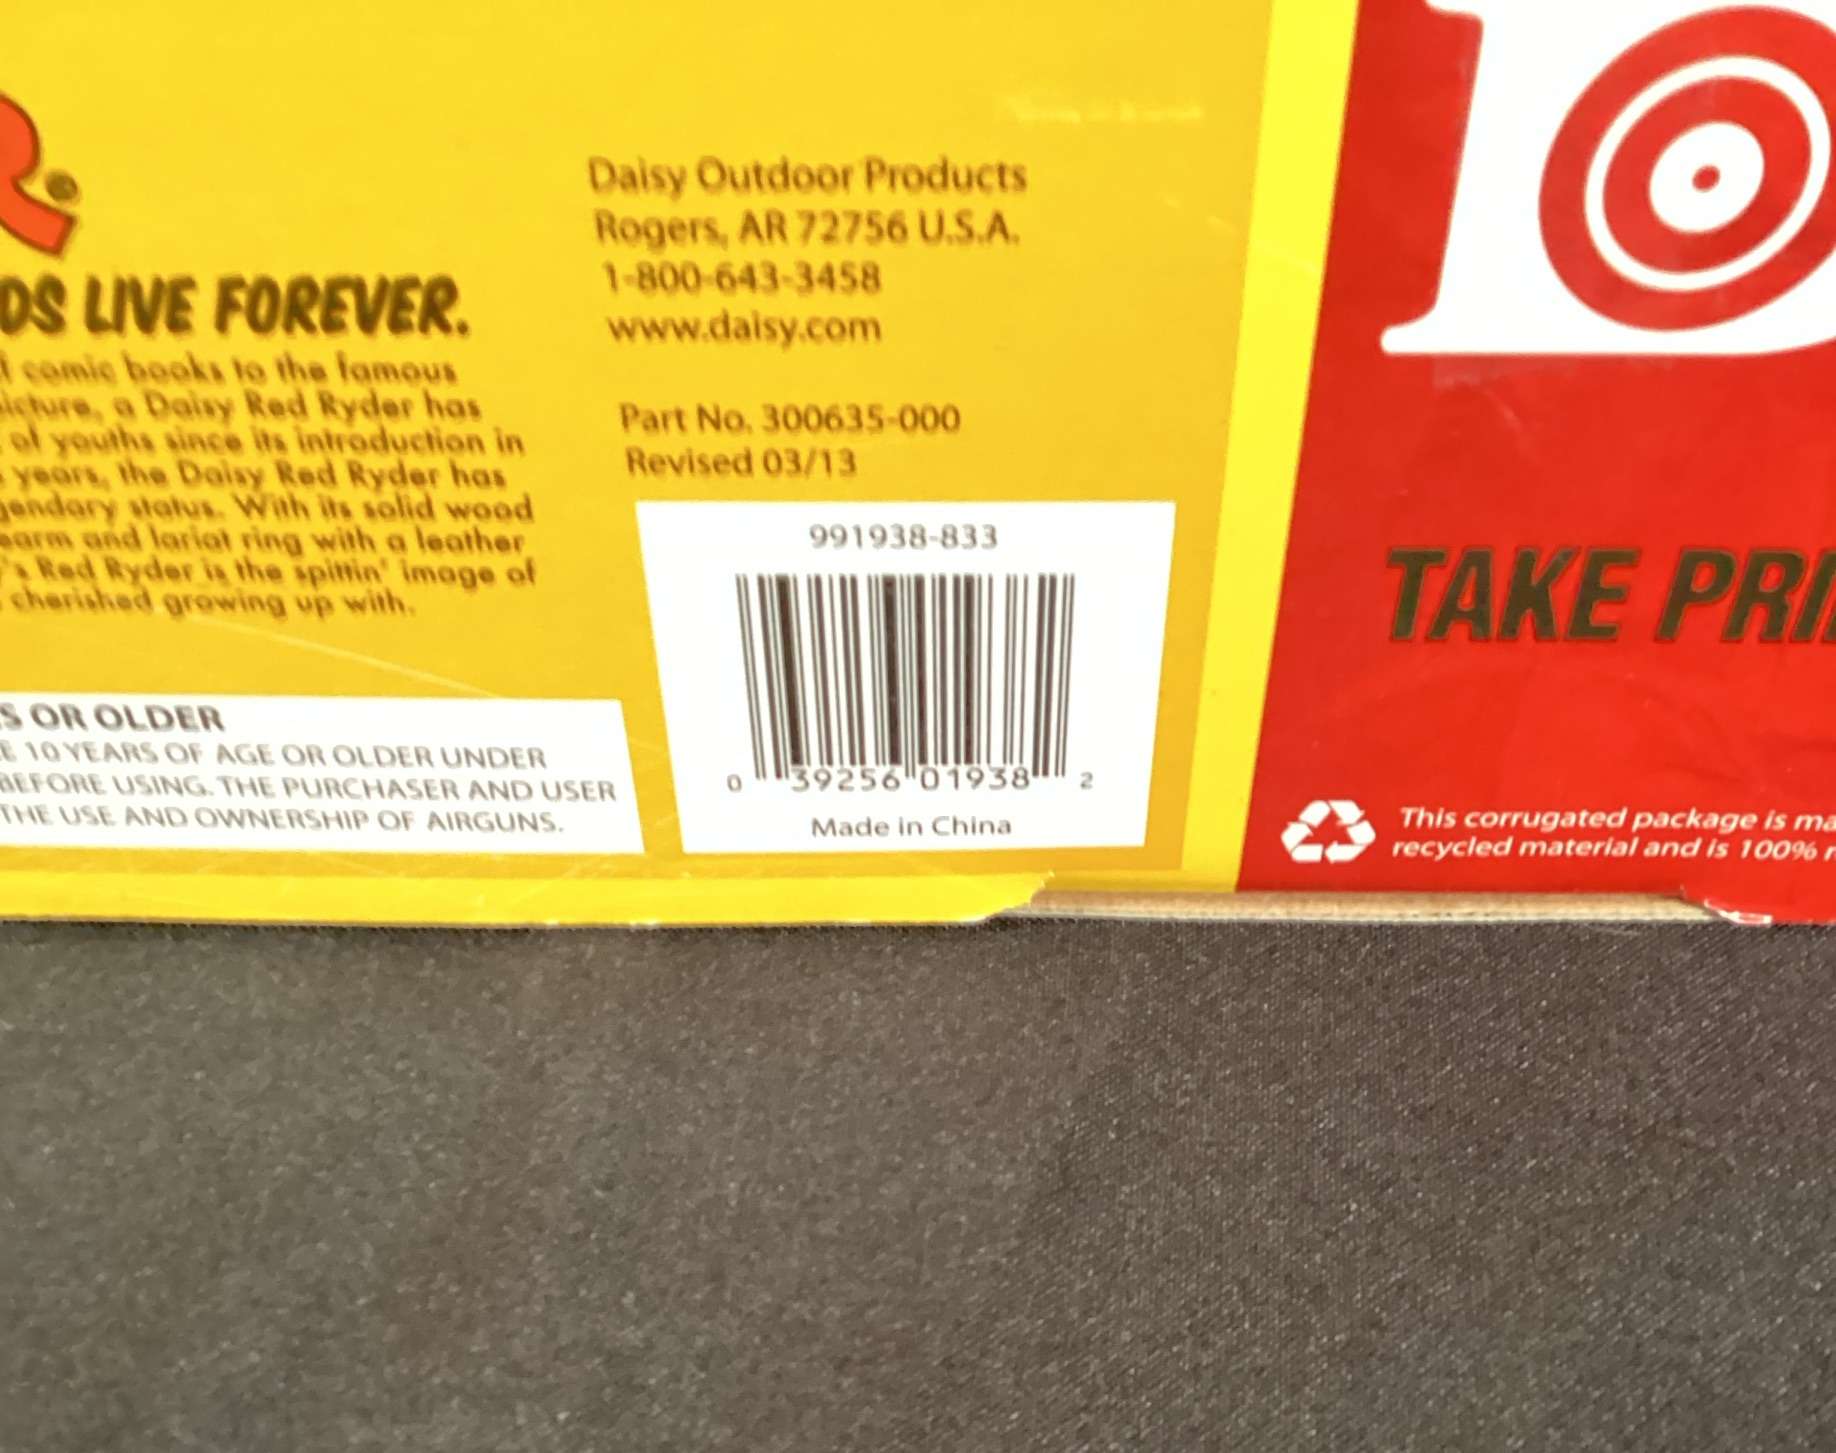 R®
DS LIVE FOREVER.
f comic books to the famous
icture, a Daisy Red Ryder has
of youths since its introduction in
years, the Daisy Red Ryder has
gendary status. With its solid wood
earm and lariat ring with a leather
's Red Ryder is the spittin' image of
cherished growing up with.
S OR OLDER
E 10 YEARS OF AGE OR OLDER UNDER
BEFORE USING. THE PURCHASER AND USER
THE USE AND OWNERSHIP OF AIRGUNS.
Daisy Outdoor Products
Rogers, AR 72756 U.S.A.
1-800-643-3458
www.daisy.com
Part No. 300635-000
Revised 03/13
991938-833
0 39256 01938 2
Made in China
TAKE PRI
This corrugated package is ma
recycled material and is 100% r